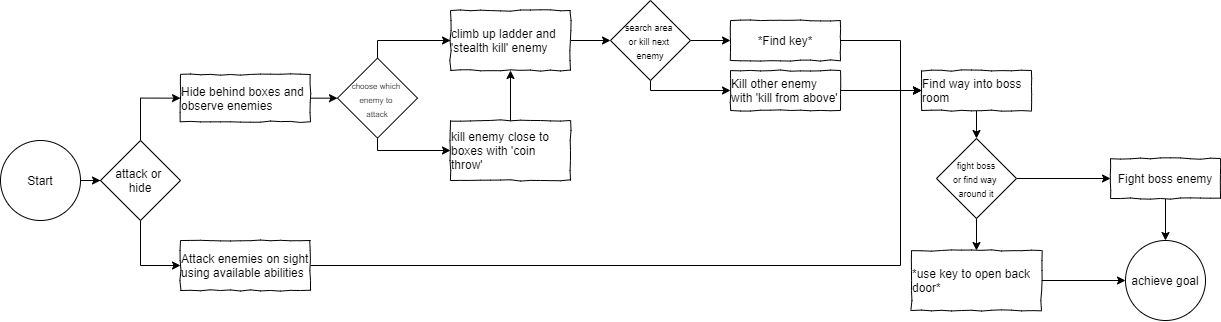 Start
attack or
hide
Hide behind boxes and
observe enemies
Attack enemies on sight
using available abilities
choose which
enemy to
attack
climb up ladder and
'stealth kill' enemy
kill enemy close to
boxes with 'coin
throw'
search area
or kill next
enemy
*Find key*
Kill other enemy
with 'kill from above'
Find way into boss
room
fight boss
or find way
around it
Fight boss enemy
*use key to open back
door*
achieve goal